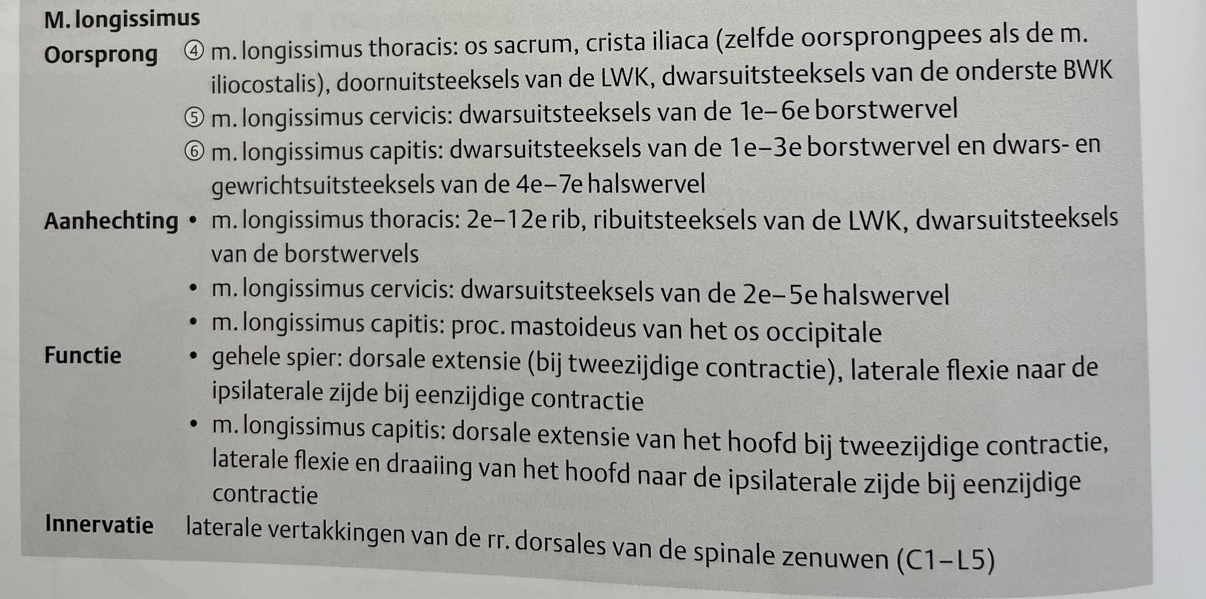 M. longissimus
Oorsprong ④ m. longissimus thoracis: os sacrum, crista iliaca (zelfde oorsprongpees als de m.
iliocostalis), doornuitsteeksels van de LWK, dwarsuitsteeksels van de onderste BWK
⑤ m. longissimus cervicis: dwarsuitsteeksels van de 1e–6e borstwervel
⑥ m. longissimus capitis: dwarsuitsteeksels van de 1e–3e borstwervel en dwars- en
gewrichtsuitsteeksels van de 4e–7e halswervel
Aanhechting • m. longissimus thoracis: 2e–12e rib, ribuitsteeksels van de LWK, dwarsuitsteeksels
van de borstwervels
• m. longissimus cervicis: dwarsuitsteeksels van de 2e–5e halswervel
• m. longissimus capitis: proc. mastoideus van het os occipitale
Functie • gehele spier: dorsale extensie (bij tweezijdige contractie), laterale flexie naar de
ipsilaterale zijde bij eenzijdige contractie
• m. longissimus capitis: dorsale extensie van het hoofd bij tweezijdige contractie,
laterale flexie en draaiing van het hoofd naar de ipsilaterale zijde bij eenzijdige
contractie
Innervatie laterale vertakkingen van de rr. dorsales van de spinale zenuwen (C1–L5)